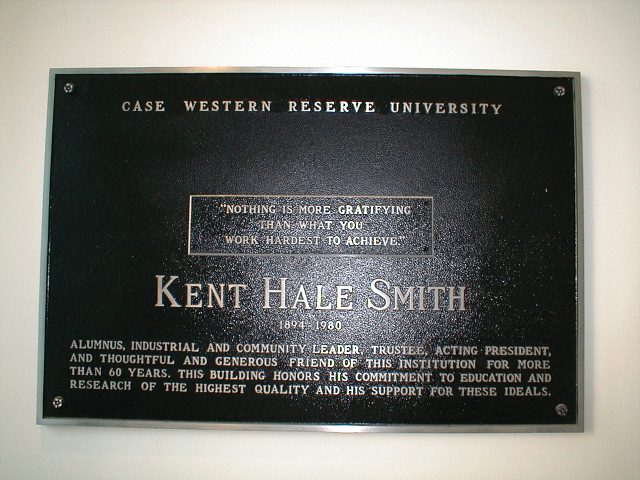 CASE WESTERN RESERVE UNIVERSITY
"NOTHING IS MORE GRATIFYING
THAN WHAT YOU
WORK HARDEST TO ACHIEVE."
KENT HALE SMITH
1894-1980
ALUMNUS, INDUSTRIAL AND COMMUNITY LEADER, TRUSTEE, ACTING PRESIDENT,
AND THOUGHTFUL AND GENEROUS FRIEND OF THIS INSTITUTION FOR MORE
THAN 60 YEARS. THIS BUILDING HONORS HIS COMMITMENT TO EDUCATION AND
RESEARCH OF THE HIGHEST QUALITY AND HIS SUPPORT FOR THESE IDEALS.